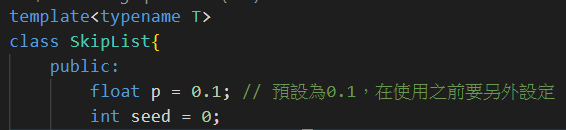 template<typename T>
class SkipList{
public:
float p = 0.1; // 預設為0.1，在使用之前要另外設定
int seed = 0;